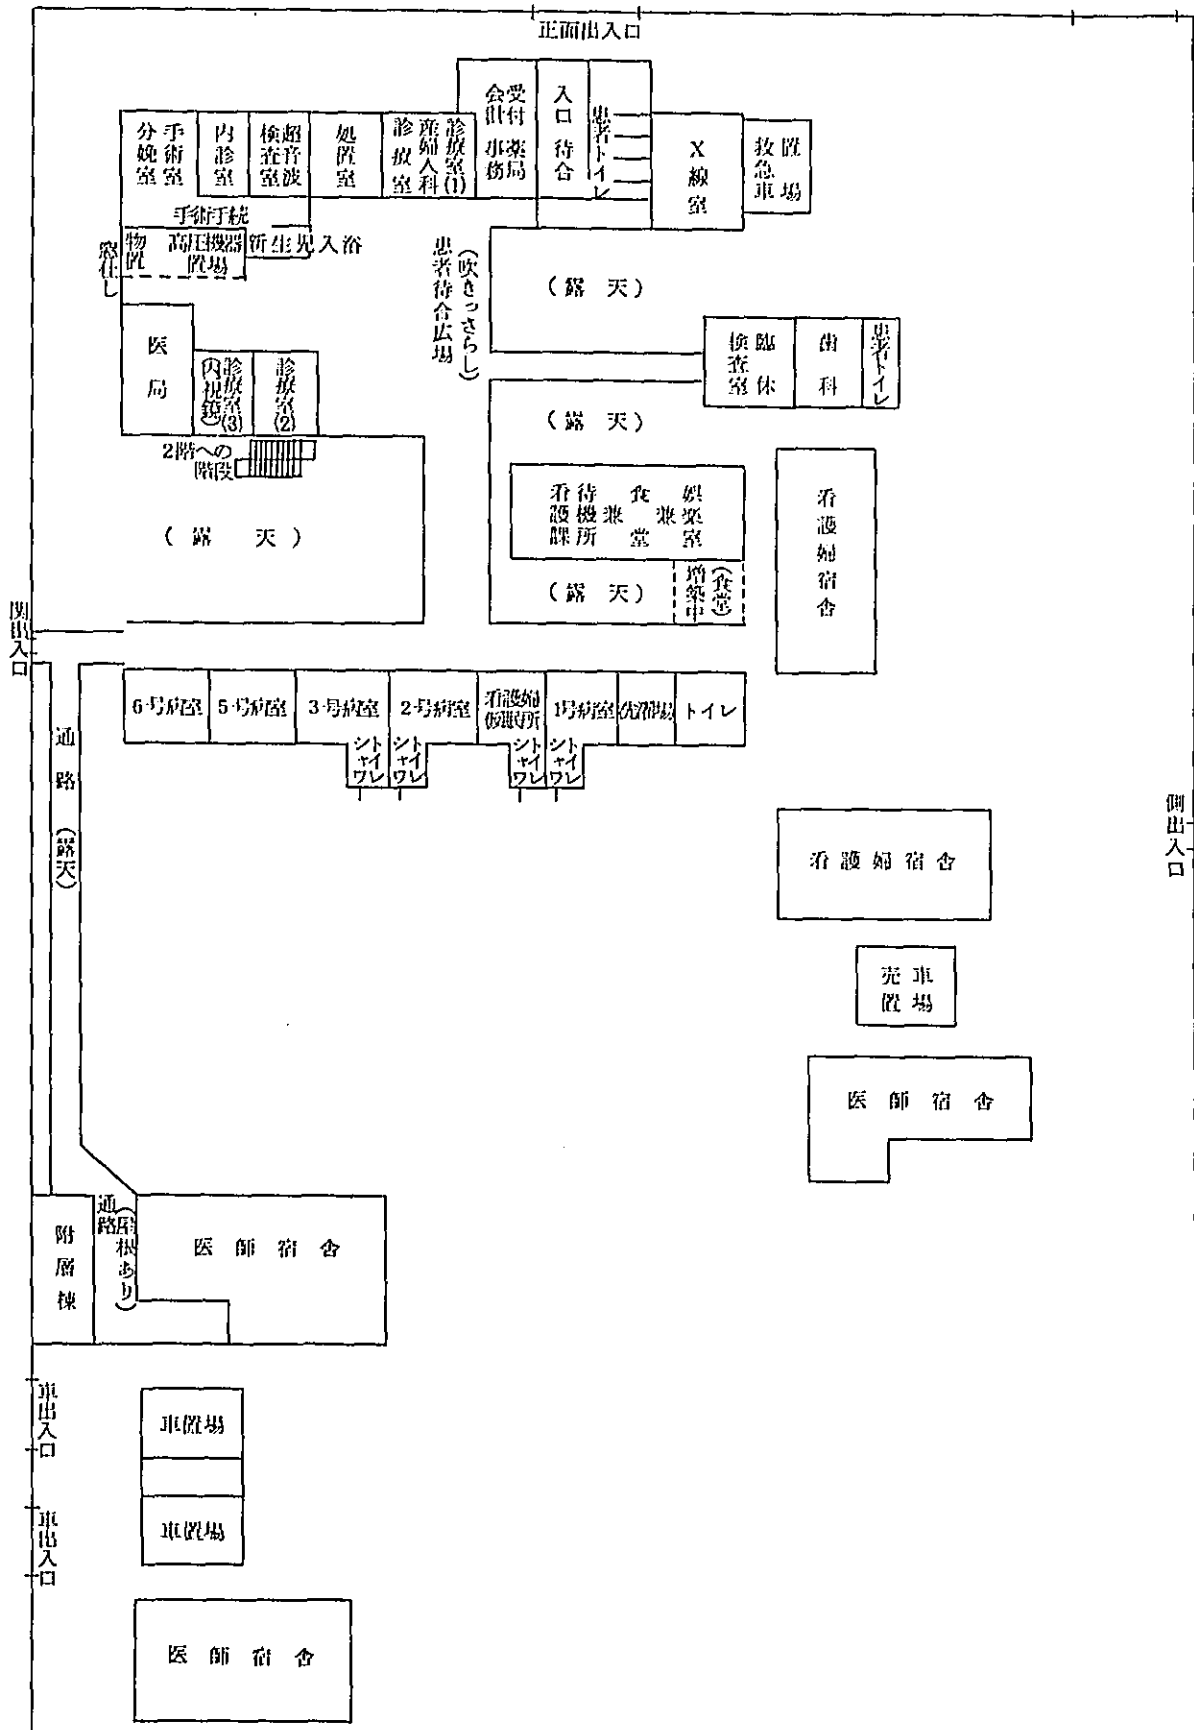 正面出入口
受付 薬局
会計 事務
入口 待合
患者トイレ
手術室
分娩室
内診室
超音波
検査室
処置室
診療室(1)
産婦人科
診療室
X線室
救急車
置場
手術手続
物置
高圧機器
置場
新生児入浴
窓仕し
(吹きっさらし)
患者待合広場
(露 天)
医局
診療室(3)
(内視鏡)
診療室(2)
臨休
検査室
歯科
患者トイレ
(露 天)
2階への
階段
(露 天)
看護課
待機所
兼
食堂
兼
娯楽室
看護婦宿舎
(露 天)
増築中
(食堂)
関出入口
6号病室
5号病室
3号病室
2号病室
看護婦
仮眠所
1号病室
洗濯場
トイレ
トイレ
シャワー
トイレ
シャワー
トイレ
シャワー
トイレ
シャワー
通路(露天)
側出入口
看護婦宿舎
売車
置場
医師宿舎
附属棟
通路
(屋根あり)
医師宿舎
車出入口
車置場
車出入口
車置場
医師宿舎